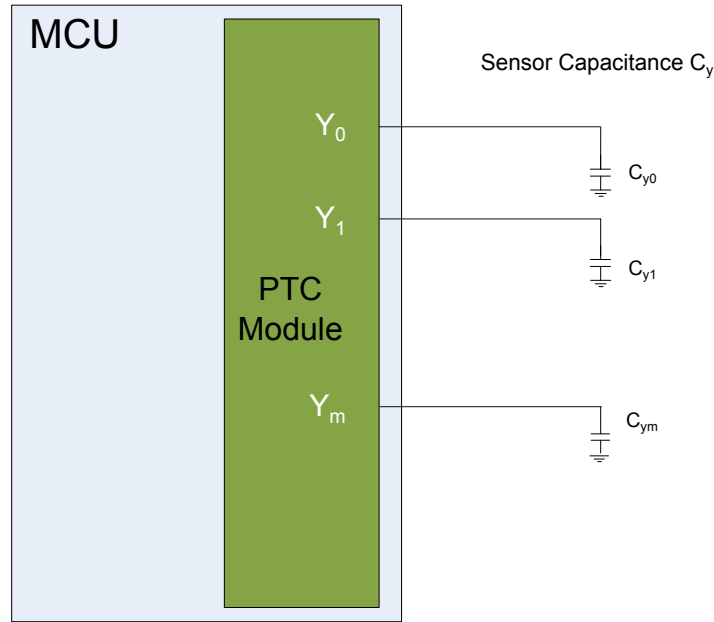 MCU
Sensor Capacitance Cy
Y0
Cy0
Y1
Cy1
PTC
Module
Ym
Cym